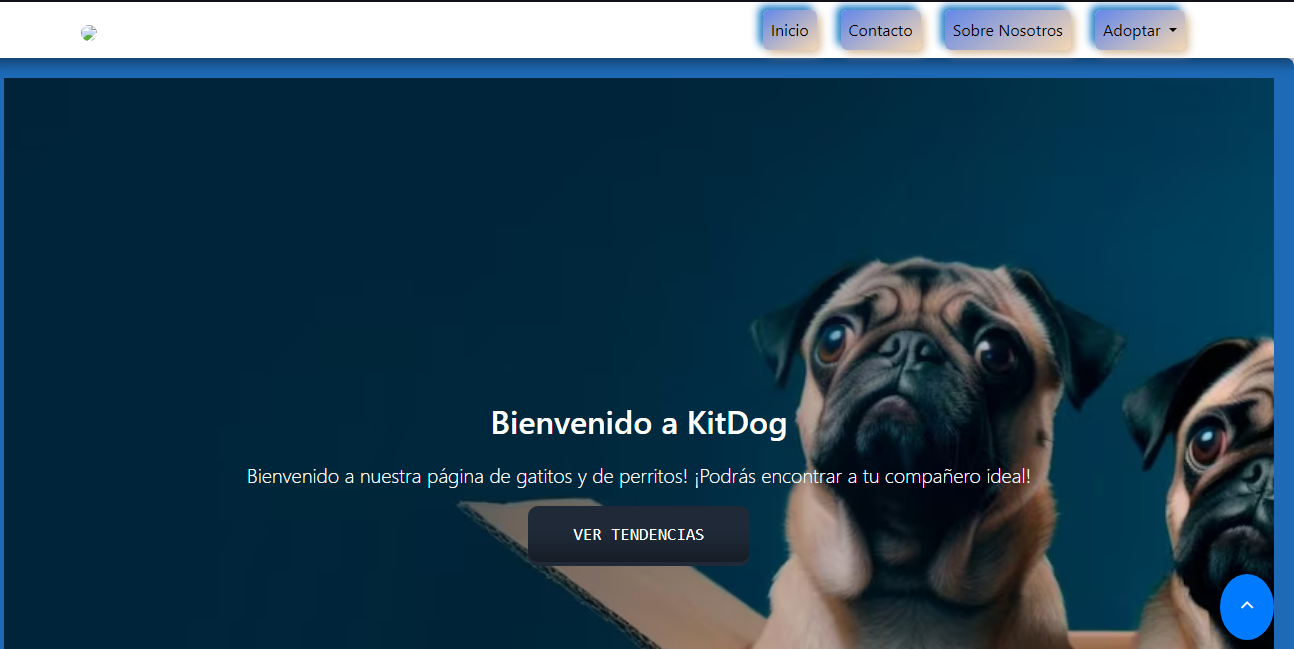 Inicio
Contacto
Sobre Nosotros
Adoptar
Bienvenido a KitDog
Bienvenido a nuestra página de gatitos y de perritos! ¡Podrás encontrar a tu compañero ideal!
VER TENDENCIAS